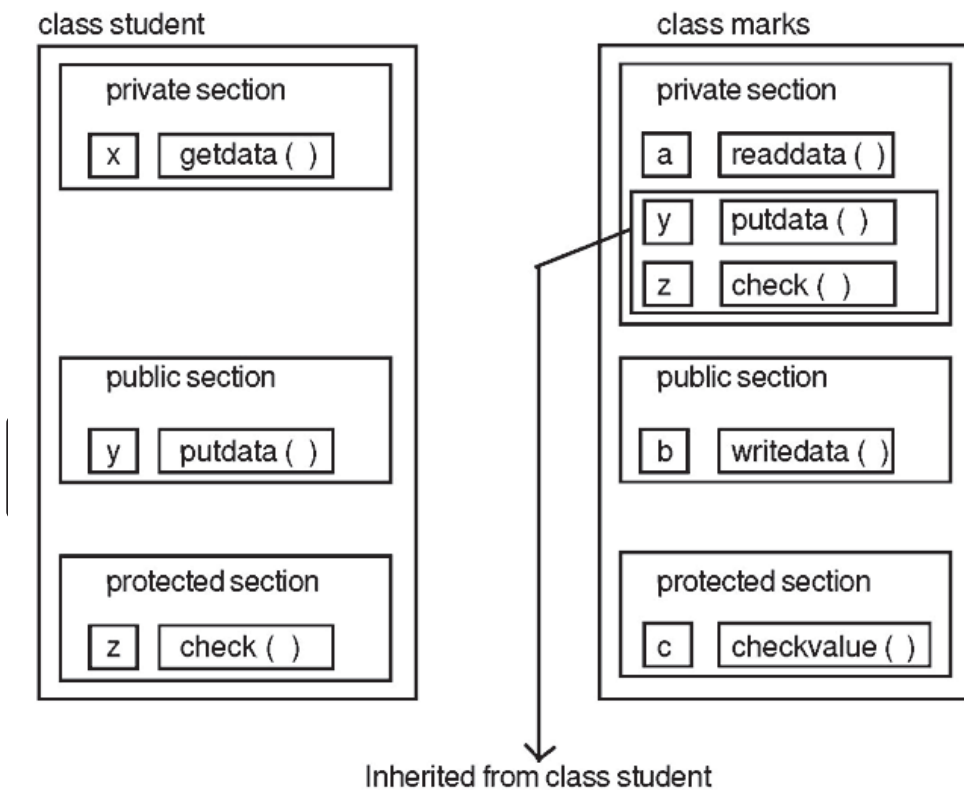 class student
private section
x getdata ( )
public section
y putdata ( )
protected section
z check ( )
class marks
private section
a readdata ( )
y putdata ( )
z check ( )
public section
b writedata ( )
protected section
c checkvalue ( )
Inherited from class student